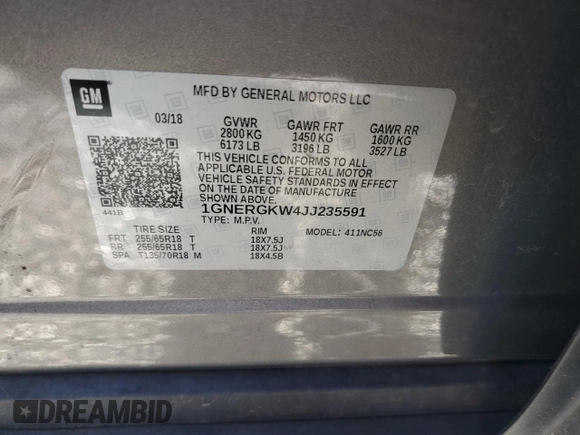 GM
MFD BY GENERAL MOTORS LLC
03/18 GVWR GAWR FRT GAWR RR
2800 KG 1450 KG 1600 KG
6173 LB 3196 LB 3527 LB
THIS VEHICLE CONFORMS TO ALL
APPLICABLE U.S. FEDERAL MOTOR
VEHICLE SAFETY STANDARDS IN EFFECT
ON THE DATE OF MANUFACTURE SHOWN ABOVE.
441B 1GNERGKW4JJ235591
TYPE: M.P.V. MODEL: 411NC56
TIRE SIZE RIM
FRT 255/65R18 T 18X7.5J
RR 255/65R18 T 18X7.5J
SPA T135/70R18 M 18X4.5B
DREAMBID